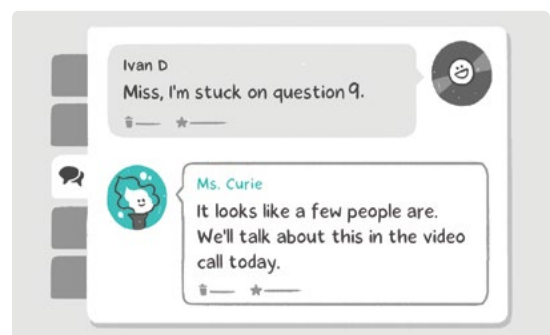 Ivan D
Miss, I'm stuck on question 9.
Ms. Curie
It looks like a few people are.
We'll talk about this in the video
call today.